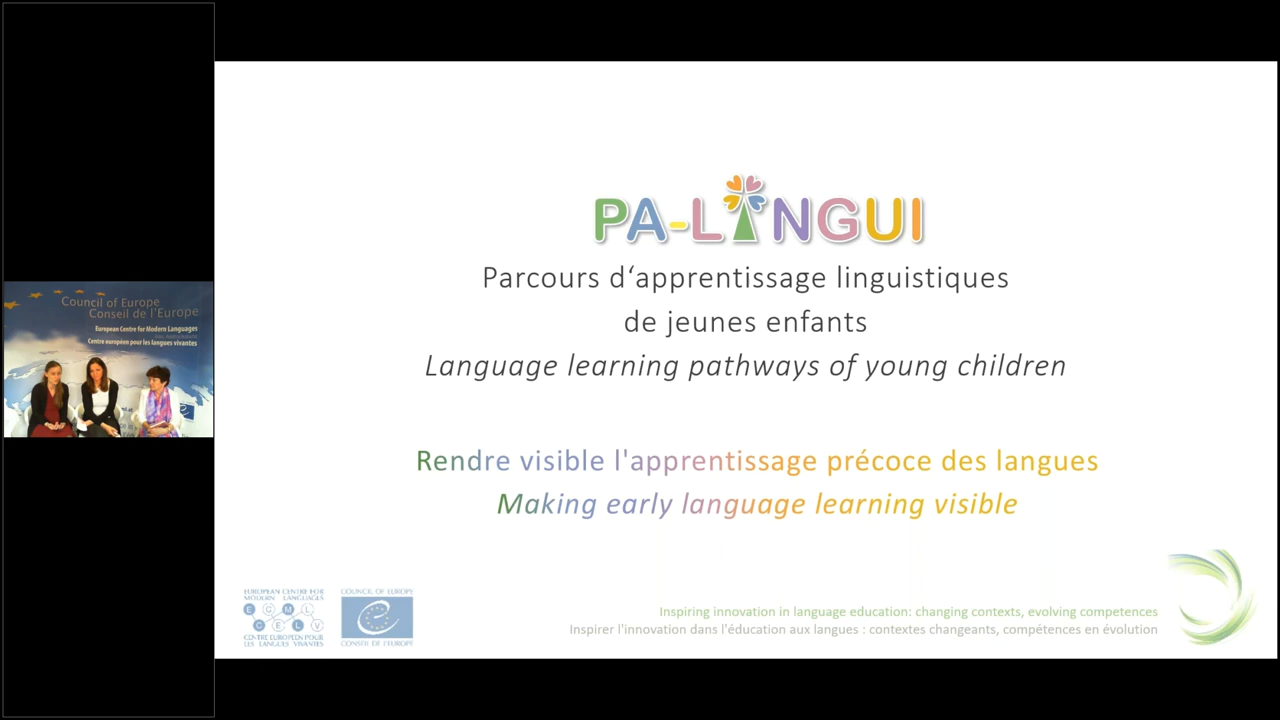 Council of Europe
Conseil de l'Europe
European Centre for Modern Languages
Centre européen pour les langues vivantes
PA-LINGUI
Parcours d‘apprentissage linguistiques
de jeunes enfants
Language learning pathways of young children
Rendre visible l'apprentissage précoce des langues
Making early language learning visible
EUROPEAN CENTRE FOR
MODERN LANGUAGES
E C M L
C E L V
CENTRE EUROPEEN POUR
LES LANGUES VIVANTES
COUNCIL OF EUROPE
CONSEIL DE L'EUROPE
Inspiring innovation in language education: changing contexts, evolving competences
Inspirer l'innovation dans l'éducation aux langues : contextes changeants, compétences en évolution